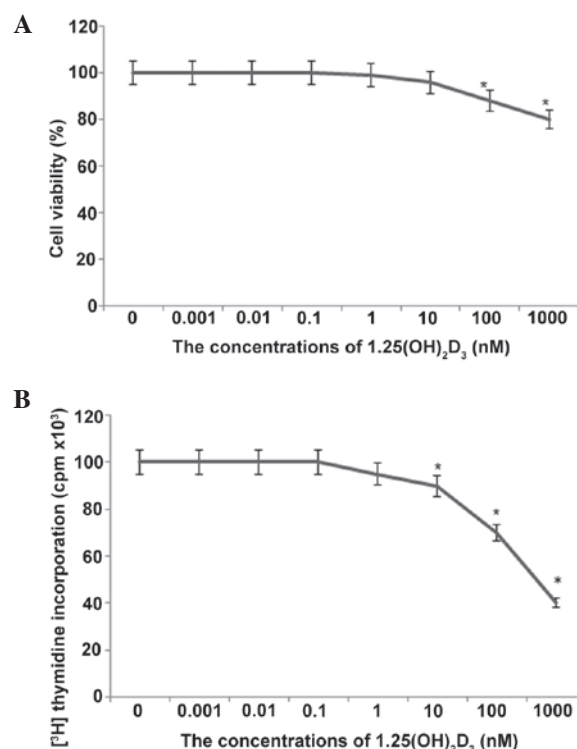 A
120
100
80
60
40
20
0
Cell viability (%)
* *
0 0.001 0.01 0.1 1 10 100 1000
The concentrations of 1.25(OH)₂D₃ (nM)
B
120
100
80
60
40
20
0
[³H] thymidine incorporation (cpm x10³)
* * *
0 0.001 0.01 0.1 1 10 100 1000
The concentrations of 1.25(OH)₂D₃ (nM)